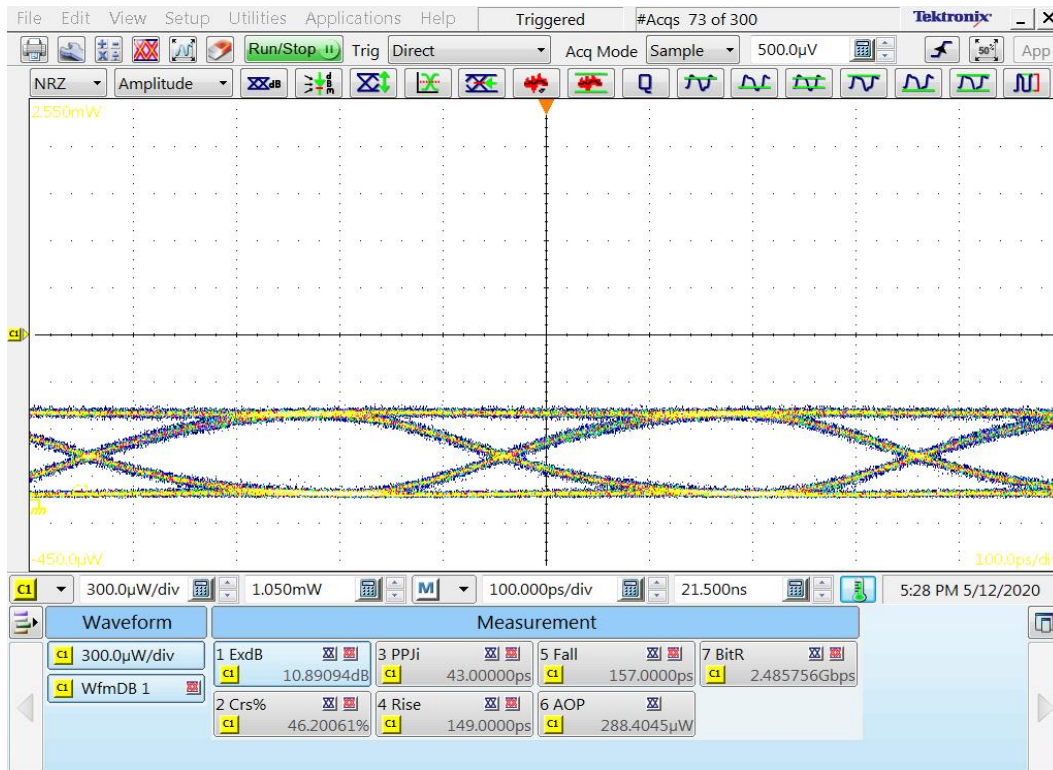 File Edit View Setup Utilities Applications Help Triggered #Acqs 73 of 300 Tektronix
Run/Stop Trig Direct Acq Mode Sample 500.0µV 50% App
NRZ Amplitude dB dBm Q
2.550mW
C1
-450.0µW 100.0ps/div
C1 300.0µW/div 1.050mW M 100.000ps/div 21.500ns 5:28 PM 5/12/2020
Waveform Measurement
C1 300.0µW/div
C1 WfmDB 1
1 ExdB
C1 10.89094dB
3 PPJi
C1 43.00000ps
5 Fall
C1 157.0000ps
7 BitR
C1 2.485756Gbps
2 Crs%
C1 46.20061%
4 Rise
C1 149.0000ps
6 AOP
C1 288.4045µW